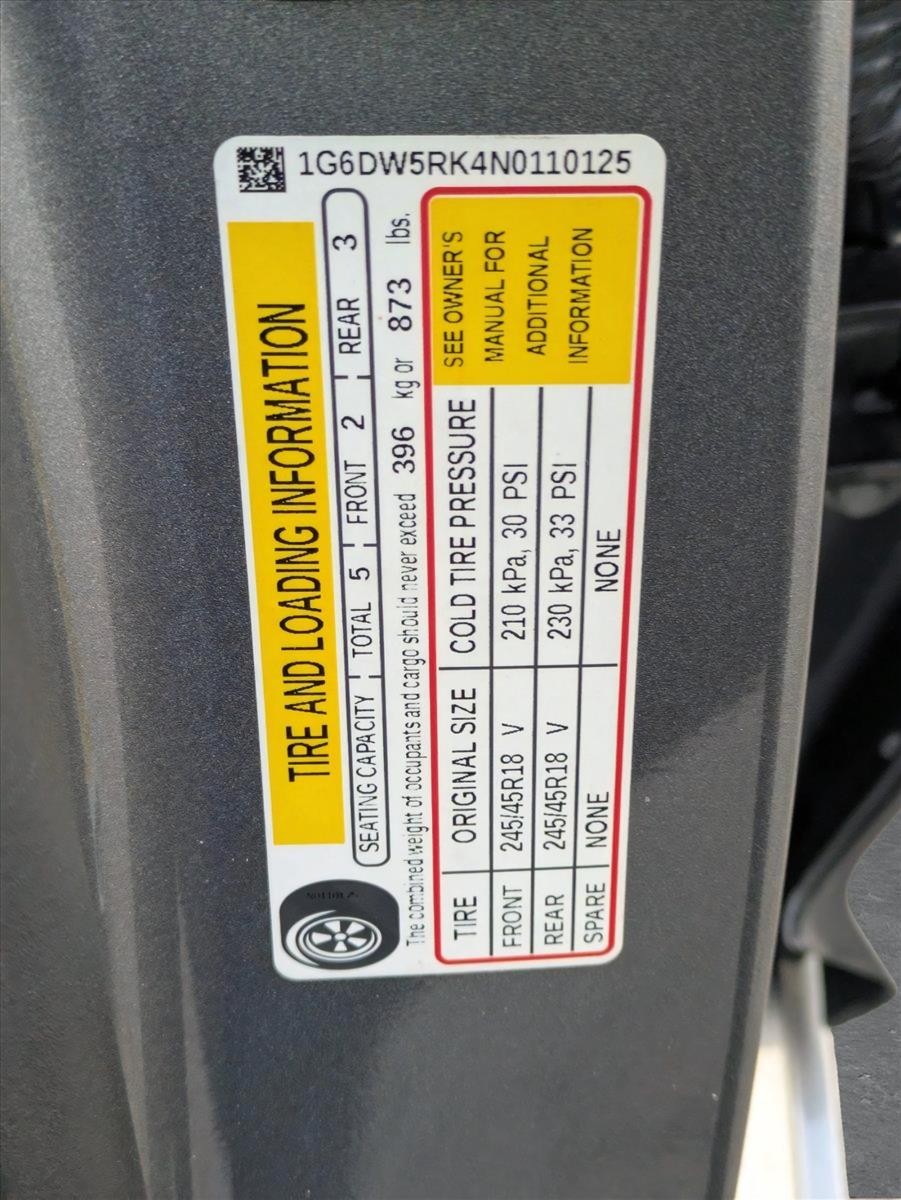 1G6DW5RK4N0110125
TIRE AND LOADING INFORMATION
SEATING CAPACITY TOTAL 5 FRONT 2 REAR 3
The combined weight of occupants and cargo should never exceed 396 kg or 873 lbs.
TIRE ORIGINAL SIZE COLD TIRE PRESSURE
FRONT 245/45R18 V 210 kPa, 30 PSI
REAR 245/45R18 V 230 kPa, 33 PSI
SPARE NONE NONE
SEE OWNER'S
MANUAL FOR
ADDITIONAL
INFORMATION